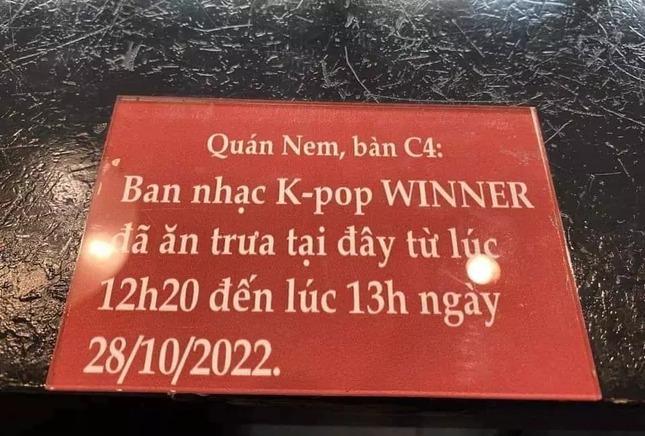 Quán Nem, bàn C4:
Ban nhạc K-pop WINNER
đã ăn trưa tại đây từ lúc
12h20 đến lúc 13h ngày
28/10/2022.